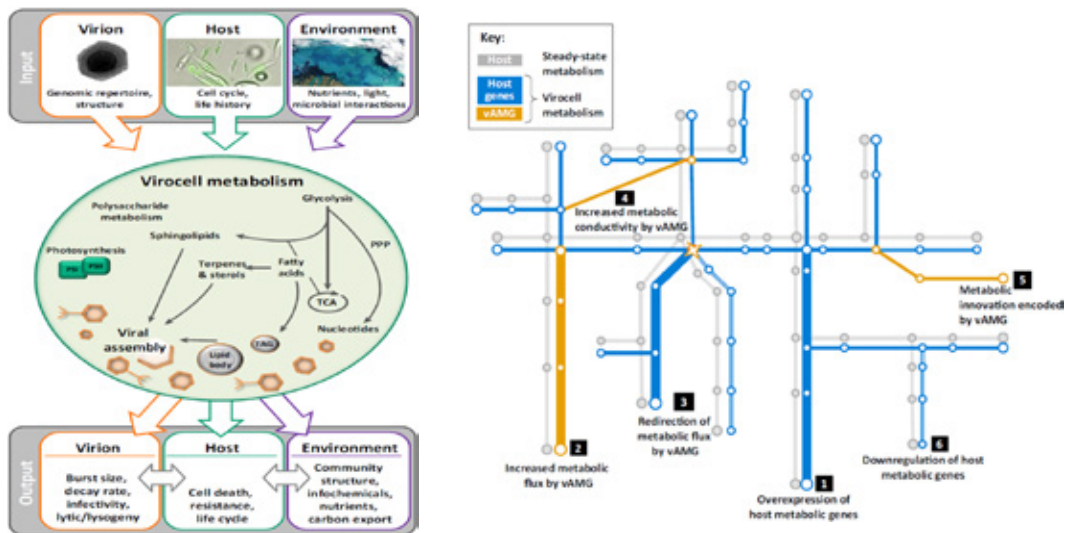 Input
Virion
Genomic repertoire,
structure
Host
Cell cycle,
life history
Environment
Nutrients, light,
microbial interactions
Virocell metabolism
Polysaccharide
metabolism
Glycolysis
Sphingolipids
Photosynthesis
PSI
PSII
PPP
Terpenes
& sterols
Fatty
acids
TCA
Viral
assembly
Nucleotides
TAG
Lipid
body
Output
Virion
Burst size,
decay rate,
infectivity,
lytic/lysogeny
Host
Cell death,
resistance,
life cycle
Environment
Community
structure,
infochemicals,
nutrients,
carbon export
Key:
Host
Steady-state
metabolism
Host
genes
vAMG
Virocell
metabolism
4
Increased metabolic
conductivity by vAMG
5
Metabolic
innovation encoded
by vAMG
3
Redirection of
metabolic flux
by vAMG
2
Increased metabolic
flux by vAMG
6
Downregulation of host
metabolic genes
1
Overexpression of
host metabolic genes